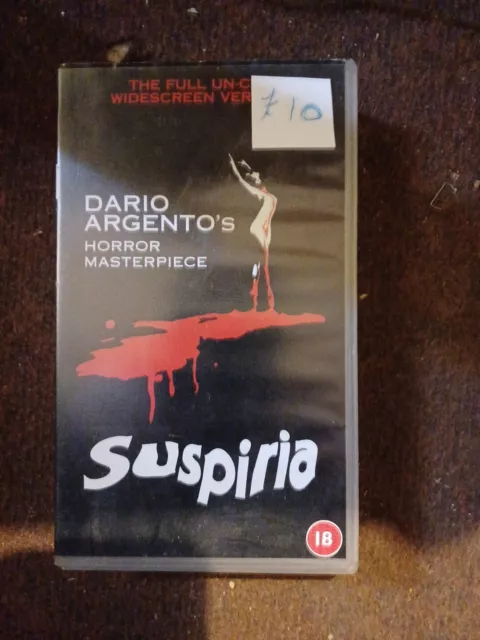 THE FULL UN-C
WIDESCREEN VER
£10
DARIO
ARGENTO's
HORROR
MASTERPIECE
Suspiria
18